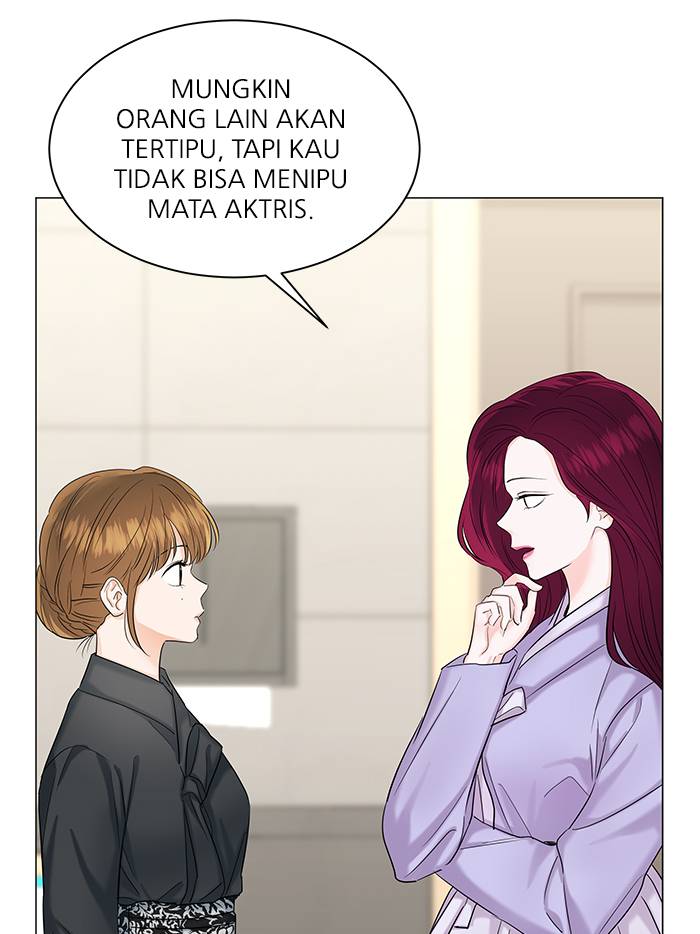 MUNGKIN
ORANG LAIN AKAN
TERTIPU, TAPI KAU
TIDAK BISA MENIPU
MATA AKTRIS.